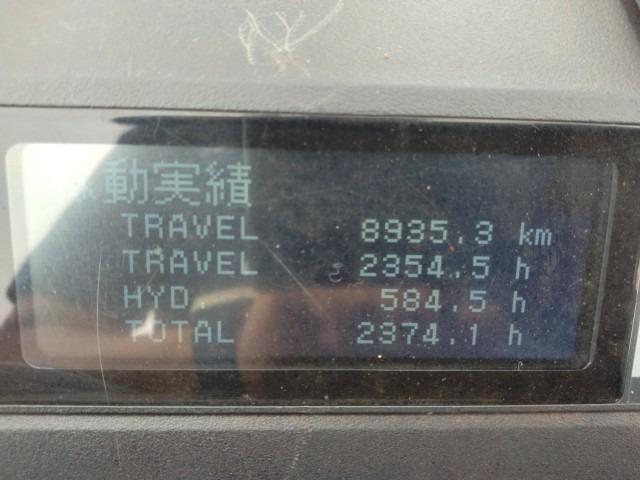 動実績
TRAVEL 8935.3 km
TRAVEL 2354.5 h
HYD. 584.5 h
TOTAL 2374.1 h